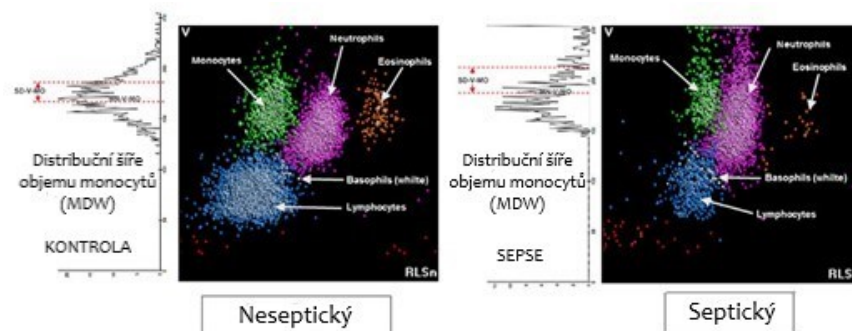 V
Neutrophils
Monocytes
Eosinophils
SD-V-MO
Distribuční šíře
objemu monocytů
(MDW)
Basophils (white)
Lymphocytes
KONTROLA
RLSn
Neseptický
V
Neutrophils
Monocytes
Eosinophils
SD-V-MO
Distribuční šíře
objemu monocytů
(MDW)
Basophils (white)
Lymphocytes
SEPSE
RLS
Septický